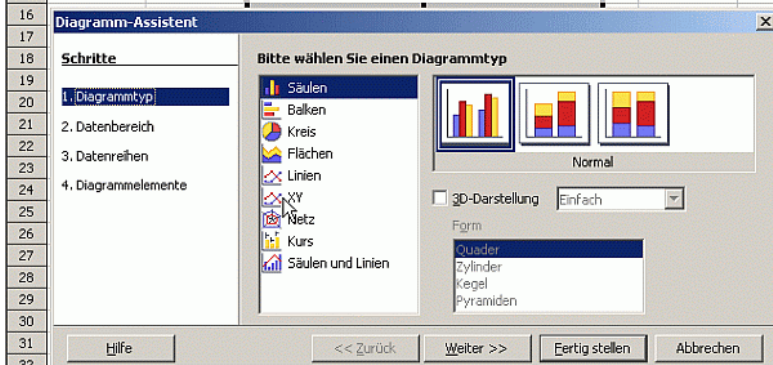 16
17
18
19
20
21
22
23
24
25
26
27
28
29
30
31
32
Diagramm-Assistent
Schritte
1. Diagrammtyp
2. Datenbereich
3. Datenreihen
4. Diagrammelemente
Bitte wählen Sie einen Diagrammtyp
Säulen
Balken
Kreis
Flächen
Linien
XY
Netz
Kurs
Säulen und Linien
Normal
3D-Darstellung Einfach
Form
Quader
Zylinder
Kegel
Pyramiden
Hilfe << Zurück Weiter >> Fertig stellen Abbrechen